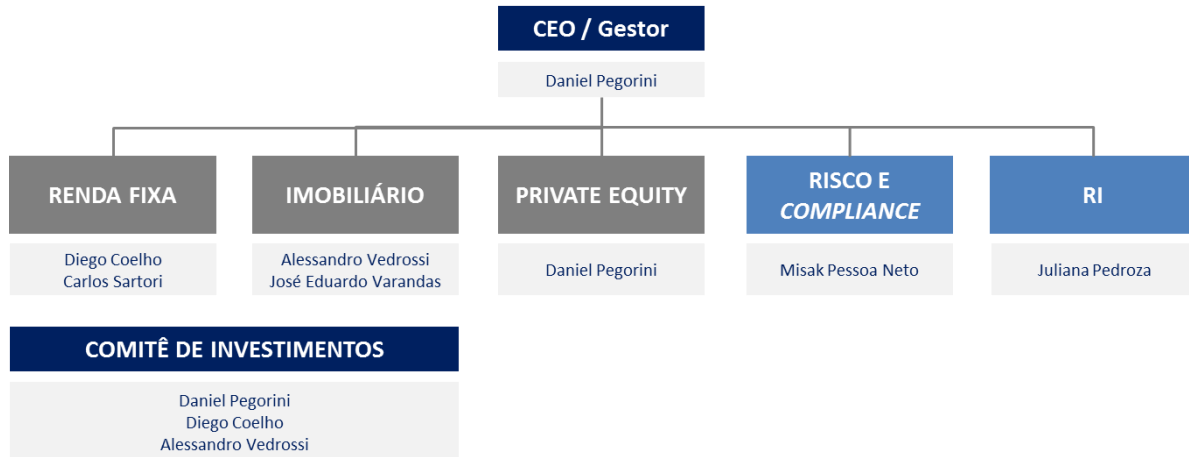 CEO / Gestor
Daniel Pegorini
RENDA FIXA
Diego Coelho
Carlos Sartori
IMOBILIÁRIO
Alessandro Vedrossi
José Eduardo Varandas
PRIVATE EQUITY
Daniel Pegorini
RISCO E
COMPLIANCE
Misak Pessoa Neto
RI
Juliana Pedroza
COMITÊ DE INVESTIMENTOS
Daniel Pegorini
Diego Coelho
Alessandro Vedrossi